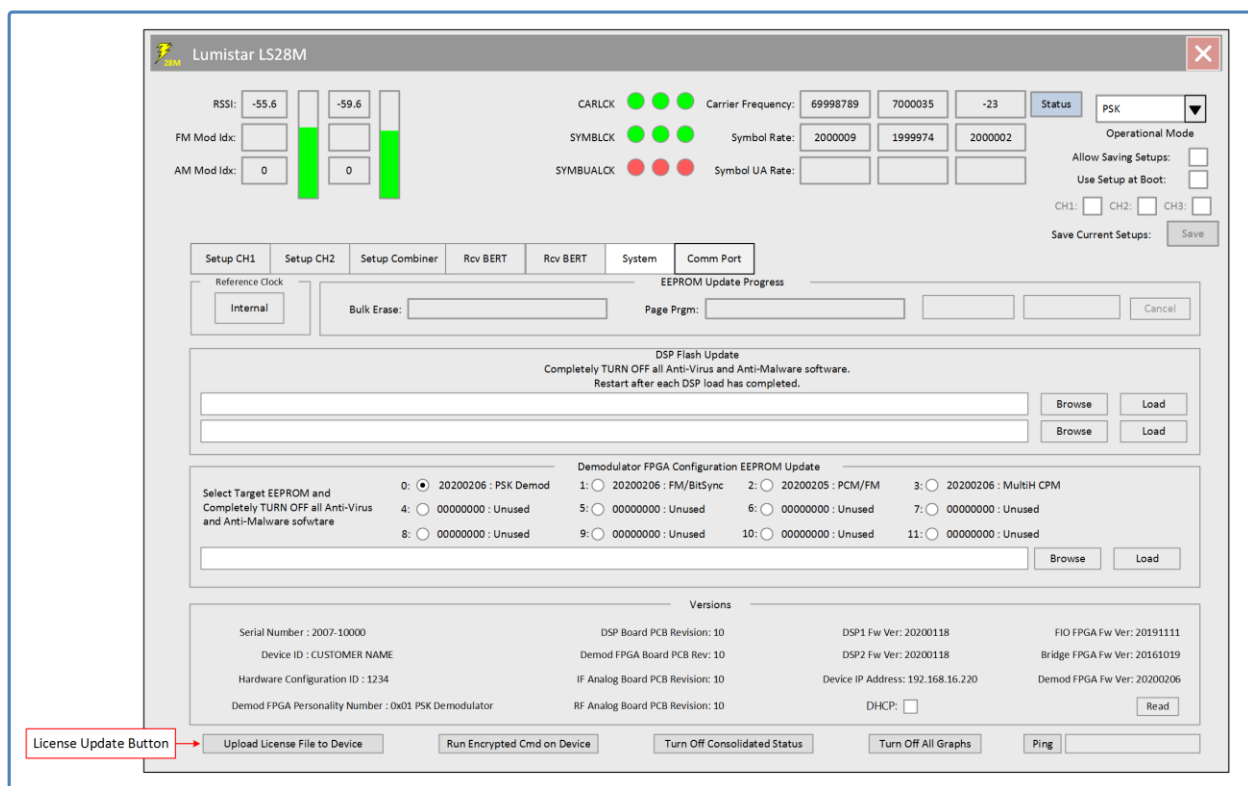 28M
Lumistar LS28M
RSSI: -55.6 -59.6
CARLCK Carrier Frequency: 69998789 7000035 -23 Status PSK
FM Mod Idx:
SYMBLCK Symbol Rate: 2000009 1999974 2000002 Operational Mode
AM Mod Idx: 0 0
SYMBUALCK Symbol UA Rate:
Allow Saving Setups:
Use Setup at Boot:
CH1: CH2: CH3:
Save Current Setups: Save
Setup CH1 Setup CH2 Setup Combiner Rcv BERT Rcv BERT System Comm Port
Reference Clock
Internal
EEPROM Update Progress
Bulk Erase: Page Prgm: Cancel
DSP Flash Update
Completely TURN OFF all Anti-Virus and Anti-Malware software.
Restart after each DSP load has completed.
Browse Load
Browse Load
Demodulator FPGA Configuration EEPROM Update
Select Target EEPROM and
Completely TURN OFF all Anti-Virus
and Anti-Malware sofwtare
0: 20200206 : PSK Demod 1: 20200206 : FM/BitSync 2: 20200205 : PCM/FM 3: 20200206 : MultiH CPM
4: 00000000 : Unused 5: 00000000 : Unused 6: 00000000 : Unused 7: 00000000 : Unused
8: 00000000 : Unused 9: 00000000 : Unused 10: 00000000 : Unused 11: 00000000 : Unused
Browse Load
Versions
Serial Number : 2007-10000 DSP Board PCB Revision: 10 DSP1 Fw Ver: 20200118 FIO FPGA Fw Ver: 20191111
Device ID : CUSTOMER NAME Demod FPGA Board PCB Rev: 10 DSP2 Fw Ver: 20200118 Bridge FPGA Fw Ver: 20161019
Hardware Configuration ID : 1234 IF Analog Board PCB Revision: 10 Device IP Address: 192.168.16.220 Demod FPGA Fw Ver: 20200206
Demod FPGA Personality Number : 0x01 PSK Demodulator RF Analog Board PCB Revision: 10 DHCP: Read
License Update Button
Upload License File to Device Run Encrypted Cmd on Device Turn Off Consolidated Status Turn Off All Graphs Ping